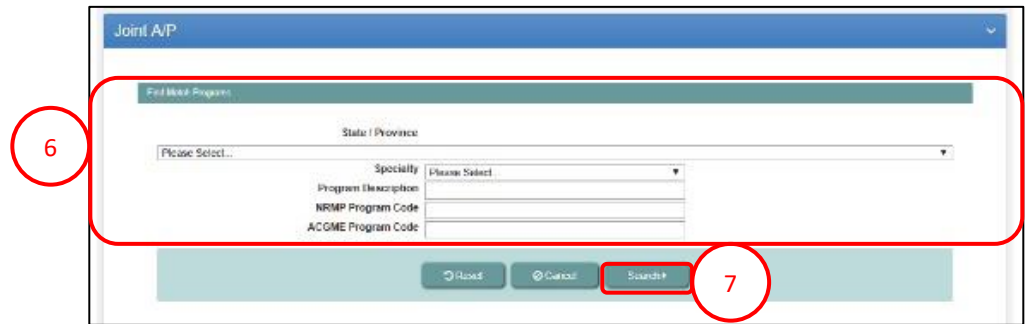 Joint A/P
Find Match Programs
6
State / Province
Please Select...
Specialty Please Select...
Program Description
NRMP Program Code
ACGME Program Code
Reset Cancel Search
7